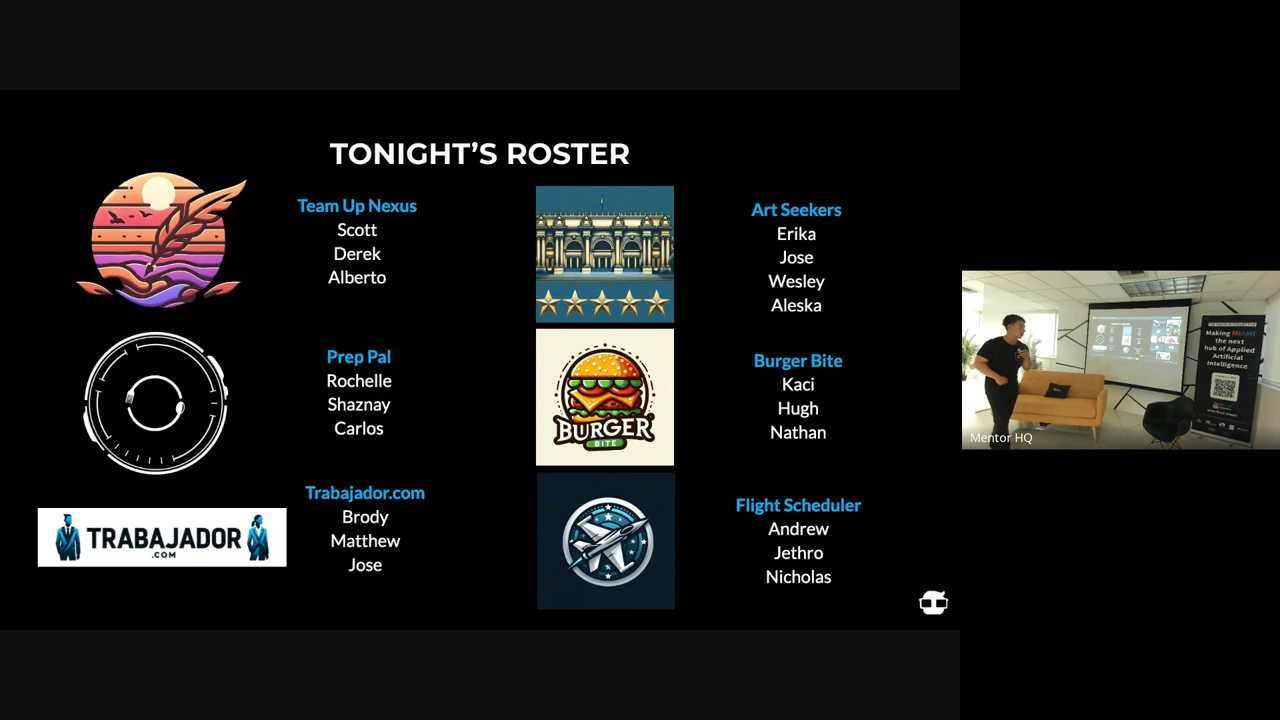 TONIGHT'S ROSTER
Team Up Nexus
Scott
Derek
Alberto
Art Seekers
Erika
Jose
Wesley
Aleska
Prep Pal
Rochelle
Shaznay
Carlos
BURGER
BITE
Burger Bite
Kaci
Hugh
Nathan
TRABAJADOR
.COM
Trabajador.com
Brody
Matthew
Jose
Flight Scheduler
Andrew
Jethro
Nicholas
Making MIAMI
the next
hub of Applied
Artificial
Intelligence
Mentor HQ